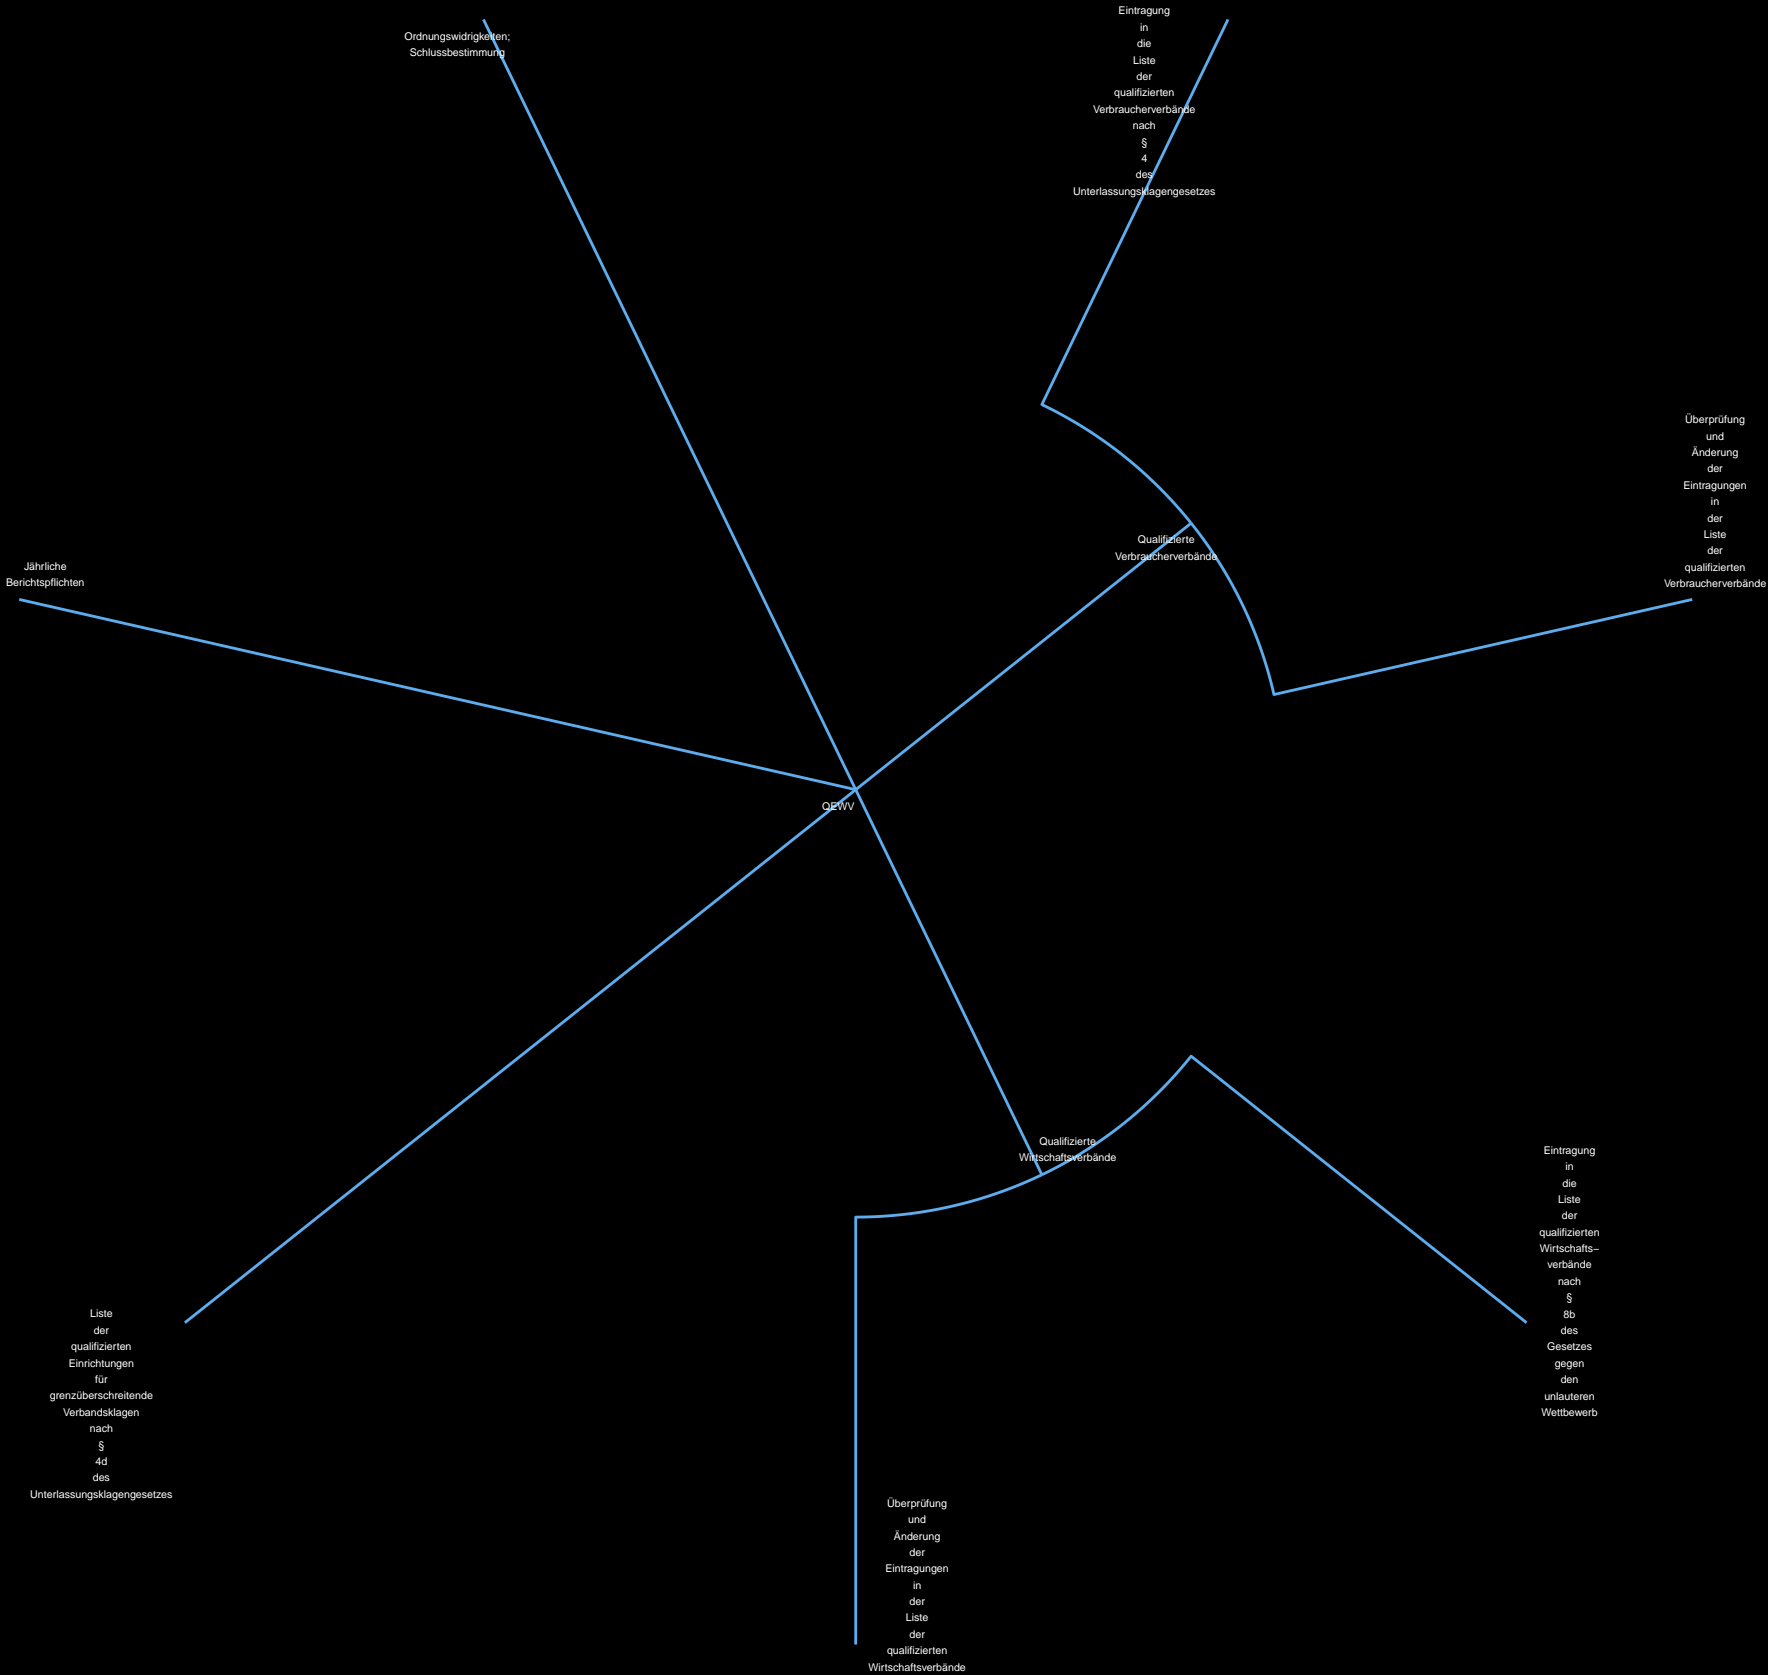 Ordnungswidrigkeiten;
Schlussbestimmung
Eintragung
in
die
Liste
der
qualifizierten
Verbraucherverbände
nach
§
4
des
Unterlassungsklagengesetzes
Überprüfung
und
Änderung
der
Eintragungen
in
der
Liste
der
qualifizierten
Verbraucherverbände
Qualifizierte
Verbraucherverbände
Jährliche
Berichtspflichten
QEWV
Qualifizierte
Wirtschaftsverbände
Eintragung
in
die
Liste
der
qualifizierten
Wirtschafts–
verbände
nach
§
8b
des
Gesetzes
gegen
den
unlauteren
Wettbewerb
Liste
der
qualifizierten
Einrichtungen
für
grenzüberschreitende
Verbandsklagen
nach
§
4d
des
Unterlassungsklagengesetzes
Überprüfung
und
Änderung
der
Eintragungen
in
der
Liste
der
qualifizierten
Wirtschaftsverbände